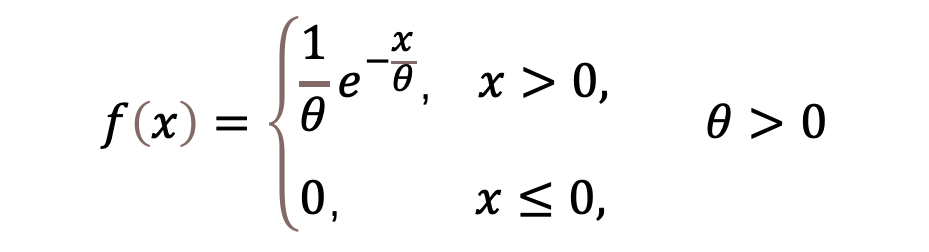 f(x) = { 1/θ e^{-x/θ}, x > 0,
0, x ≤ 0,
θ > 0